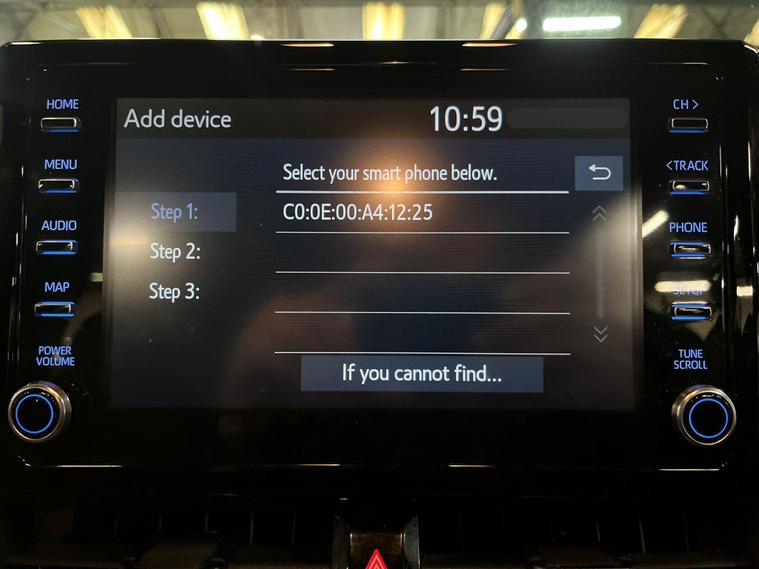 HOME
MENU
AUDIO
MAP
POWER
VOLUME
Add device
10:59
Select your smart phone below.
Step 1:
C0:0E:00:A4:12:25
Step 2:
Step 3:
If you cannot find...
CH >
<TRACK
PHONE
SETUP
TUNE
SCROLL